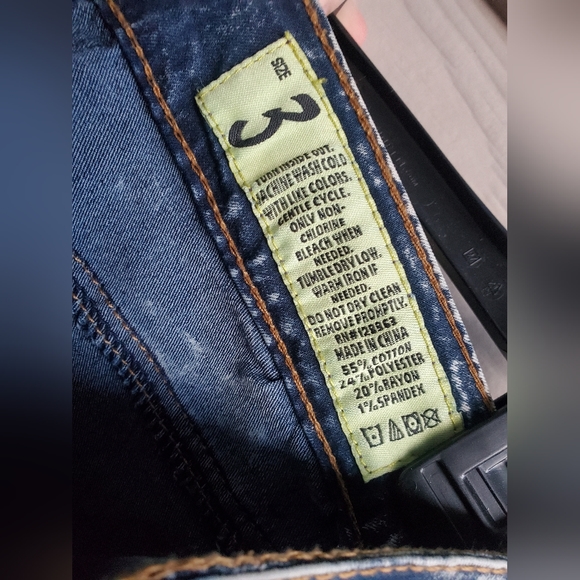 SIZE
3
TURN INSIDE OUT.
MACHINE WASH COLD
WITH LIKE COLORS.
GENTLE CYCLE.
ONLY NON-
CHLORINE
BLEACH WHEN
NEEDED.
TUMBLE DRY LOW.
WARM IRON IF
NEEDED.
DO NOT DRY CLEAN
REMOVE PROMPTLY.
RN#128963
MADE IN CHINA
55% COTTON
24% POLYESTER
20% RAYON
1% SPANDEX